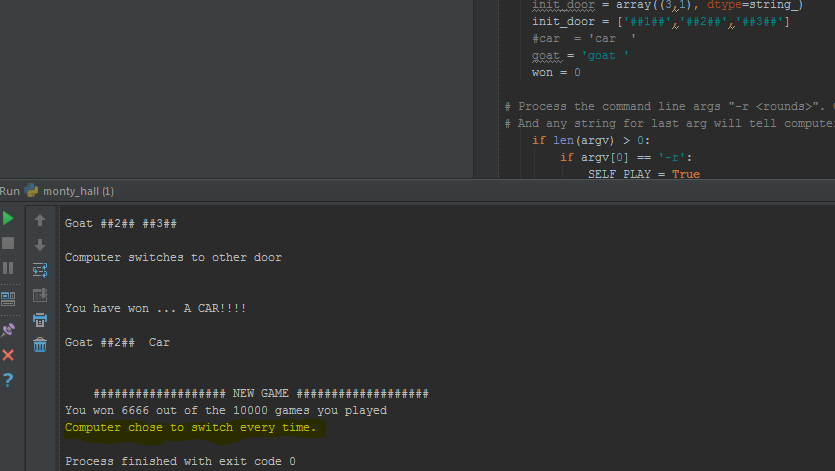 init_door = array((3,1), dtype=string_)
init_door = ['##1##','##2##','##3##']
#car  = 'car  '
goat = 'goat '
won = 0
# Process the command line args "-r <rounds>".
# And any string for last arg will tell computer
if len(argv) > 0:
if argv[0] == '-r':
SELF_PLAY = True
Run monty_hall (1)
Goat ##2## ##3##
Computer switches to other door
You have won ... A CAR!!!!
Goat ##2##  Car
################### NEW GAME ###################
You won 6666 out of the 10000 games you played
Computer chose to switch every time.
Process finished with exit code 0